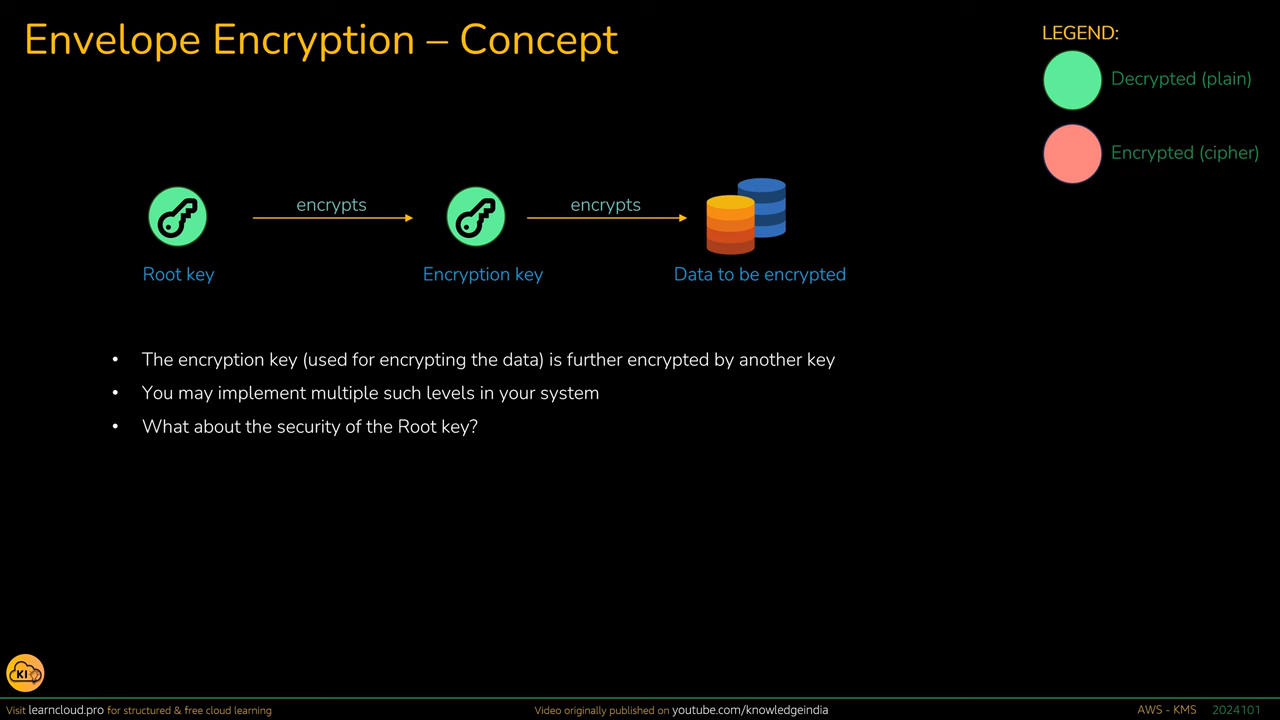 Envelope Encryption – Concept
LEGEND:
Decrypted (plain)
Encrypted (cipher)
encrypts
encrypts
Root key
Encryption key
Data to be encrypted
• The encryption key (used for encrypting the data) is further encrypted by another key
• You may implement multiple such levels in your system
• What about the security of the Root key?
KI
Visit learncloud.pro for structured & free cloud learning
Video originally published on youtube.com/knowledgeindia
AWS - KMS
2024101